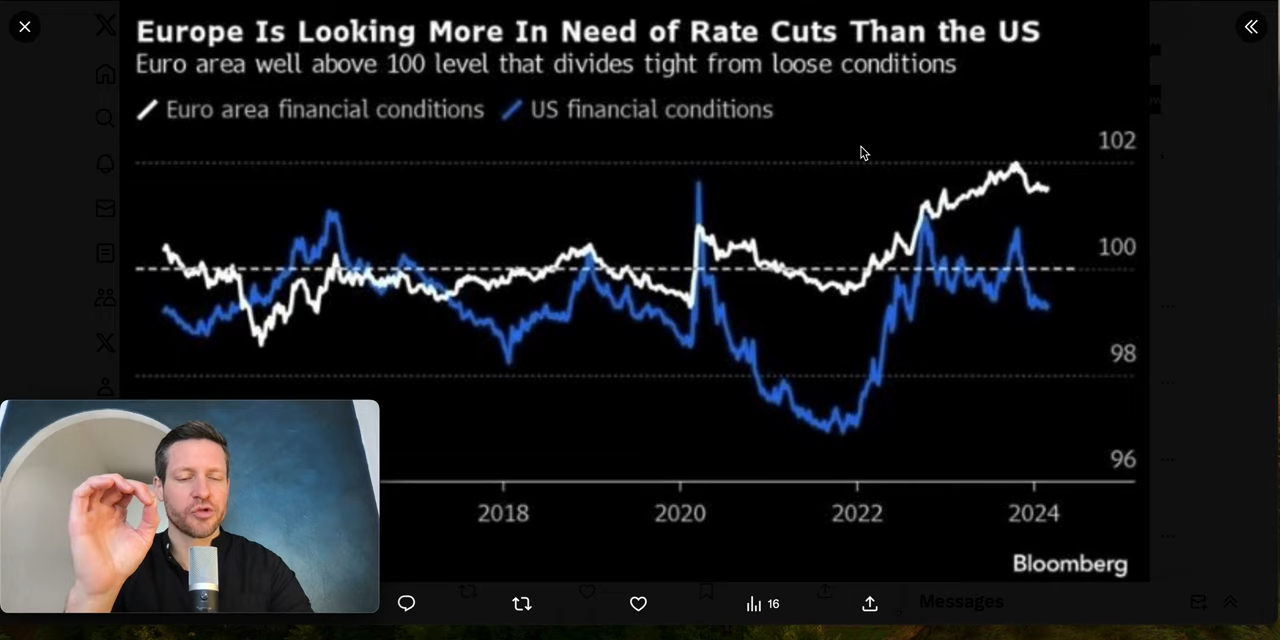 Europe Is Looking More In Need of Rate Cuts Than the US
Euro area well above 100 level that divides tight from loose conditions
Euro area financial conditions US financial conditions
102
100
98
96
2018 2020 2022 2024
Bloomberg
16
Messages